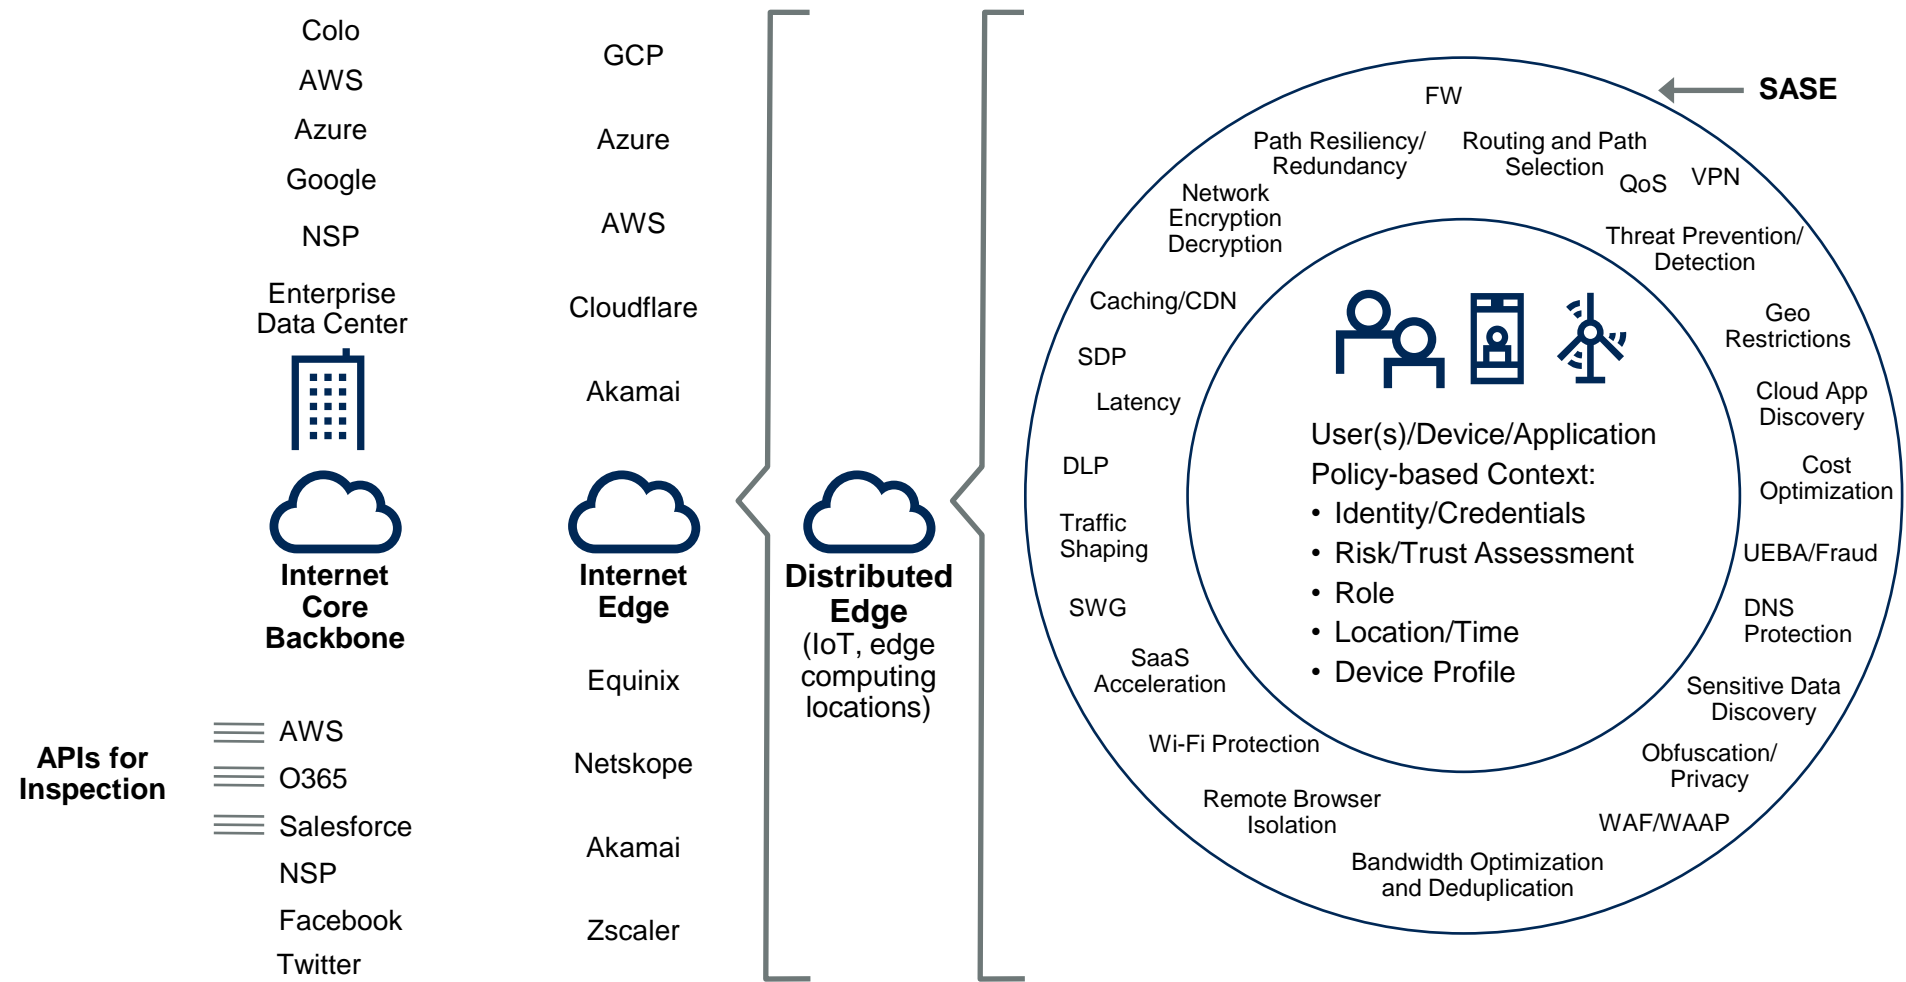 Colo
AWS
Azure
Google
NSP
Enterprise
Data Center
Internet
Core
Backbone
APIs for
Inspection
AWS
O365
Salesforce
NSP
Facebook
Twitter
GCP
Azure
AWS
Cloudflare
Akamai
Internet
Edge
Equinix
Netskope
Akamai
Zscaler
Distributed
Edge
(IoT, edge
computing
locations)
SASE
FW
Path Resiliency/
Redundancy
Routing and Path
Selection
QoS
VPN
Network
Encryption
Decryption
Threat Prevention/
Detection
Caching/CDN
Geo
Restrictions
SDP
Latency
Cloud App
Discovery
DLP
Cost
Optimization
Traffic
Shaping
UEBA/Fraud
SWG
DNS
Protection
SaaS
Acceleration
Sensitive Data
Discovery
Wi-Fi Protection
Obfuscation/
Privacy
Remote Browser
Isolation
WAF/WAAP
Bandwidth Optimization
and Deduplication
User(s)/Device/Application
Policy-based Context:
• Identity/Credentials
• Risk/Trust Assessment
• Role
• Location/Time
• Device Profile